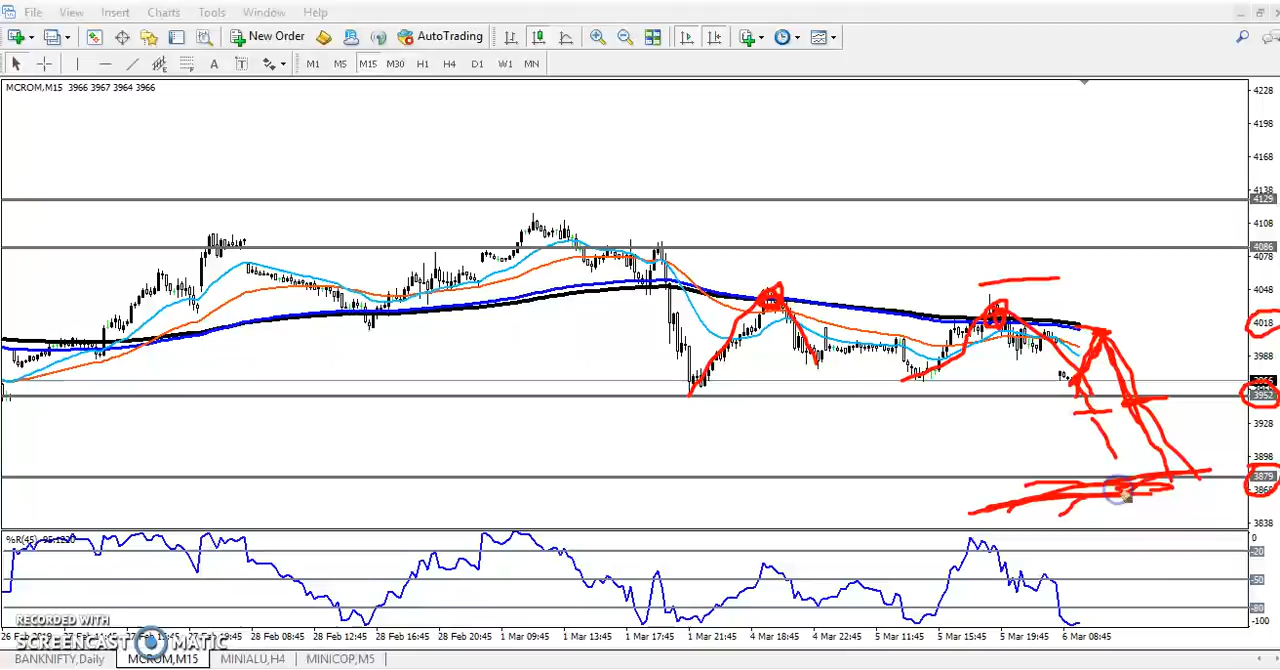 File View Insert Charts Tools Window Help
New Order AutoTrading
A T M1 M5 M15 M30 H1 H4 D1 W1 MN
MCROM,M15 3966 3967 3964 3966
4228
4198
4168
4138
4129
4108
4086
4078
4048
4018
3988
3952
3928
3898
3879
3838
%R(45) -95.1220
0
-20
-50
-80
-100
28 Feb 08:45 28 Feb 12:45 28 Feb 16:45 28 Feb 20:45 1 Mar 09:45 1 Mar 13:45 1 Mar 17:45 1 Mar 21:45 4 Mar 18:45 4 Mar 22:45 5 Mar 11:45 5 Mar 15:45 5 Mar 19:45 6 Mar 08:45
RECORDED WITH
SCREENCAST MATIC
BANKNIFTY,Daily MCROM,M15 MINIALU,H4 MINICOP,M5